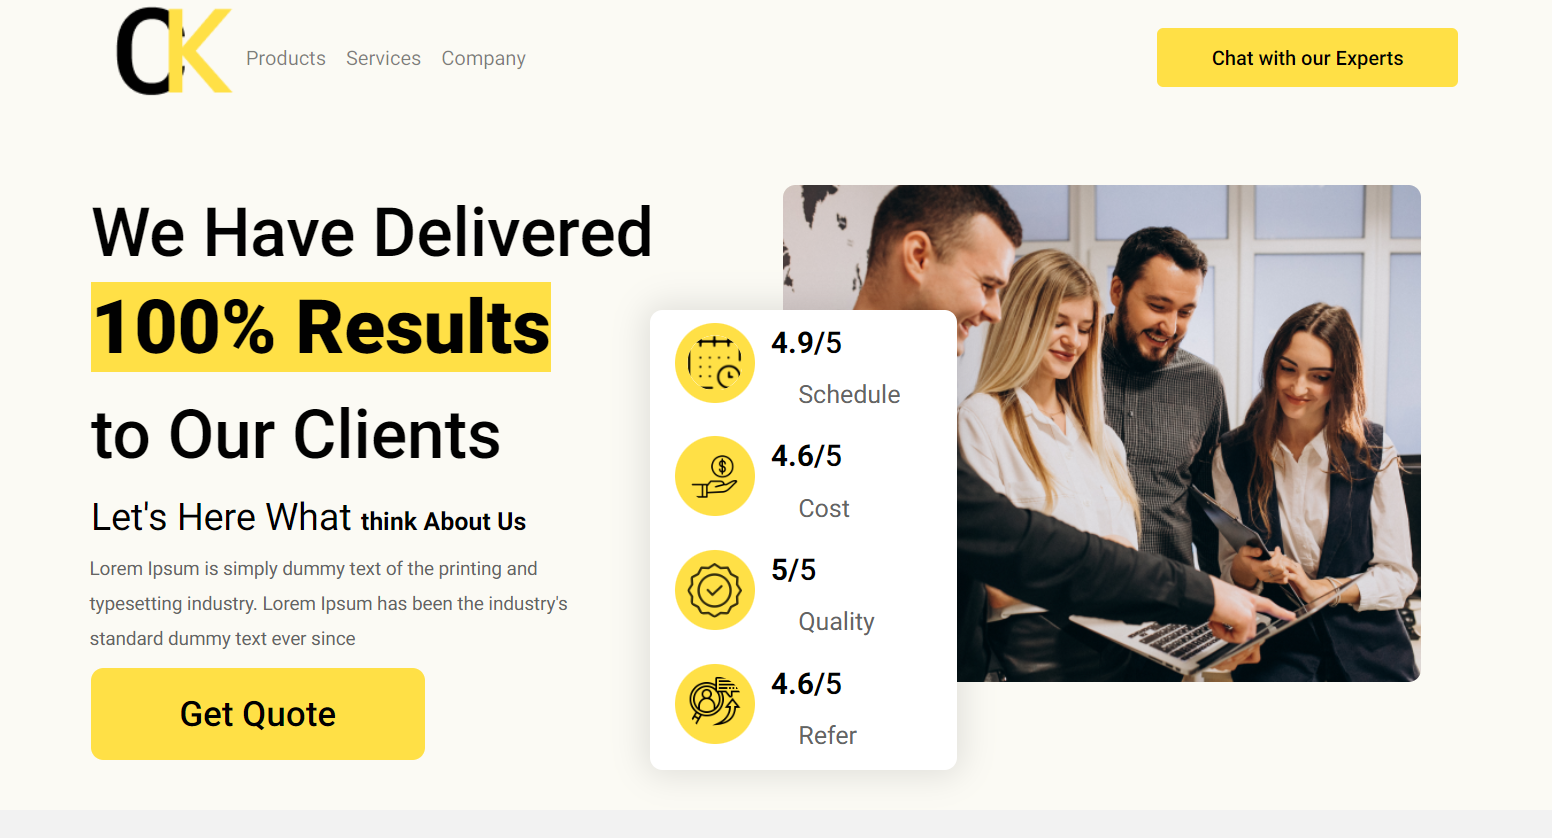 CK
Products Services Company
Chat with our Experts
We Have Delivered
100% Results
to Our Clients
Let's Here What think About Us
Lorem Ipsum is simply dummy text of the printing and
typesetting industry. Lorem Ipsum has been the industry's
standard dummy text ever since
Get Quote
4.9/5
Schedule
$
4.6/5
Cost
5/5
Quality
4.6/5
Refer